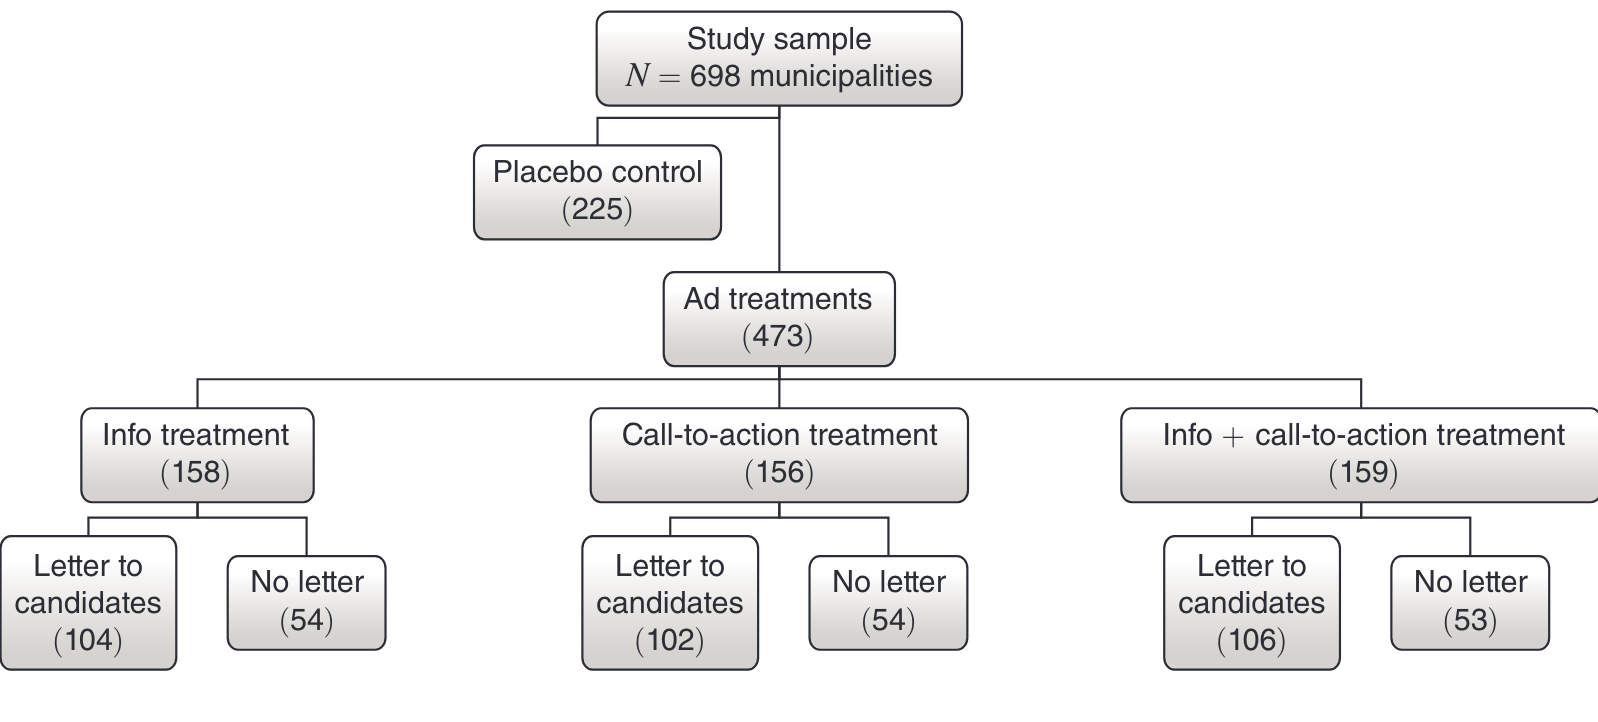 Study sample
N = 698 municipalities
Placebo control
(225)
Ad treatments
(473)
Info treatment
(158)
Call-to-action treatment
(156)
Info + call-to-action treatment
(159)
Letter to
candidates
(104)
No letter
(54)
Letter to
candidates
(102)
No letter
(54)
Letter to
candidates
(106)
No letter
(53)